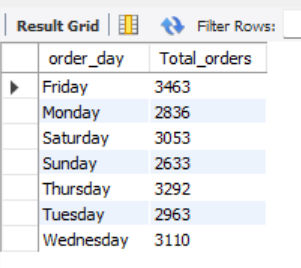 Result Grid Filter Rows:
order_day Total_orders
Friday 3463
Monday 2836
Saturday 3053
Sunday 2633
Thursday 3292
Tuesday 2963
Wednesday 3110